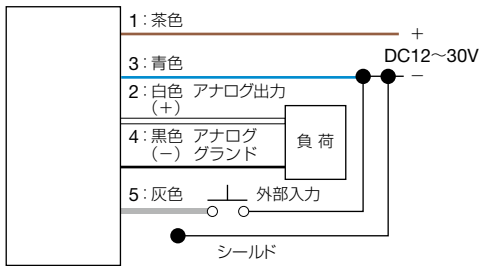 1：茶色
＋
DC12～30V
－
3：青色
2：白色 アナログ出力
（＋）
4：黒色 アナログ
（－） グランド
負 荷
5：灰色
外部入力
シールド